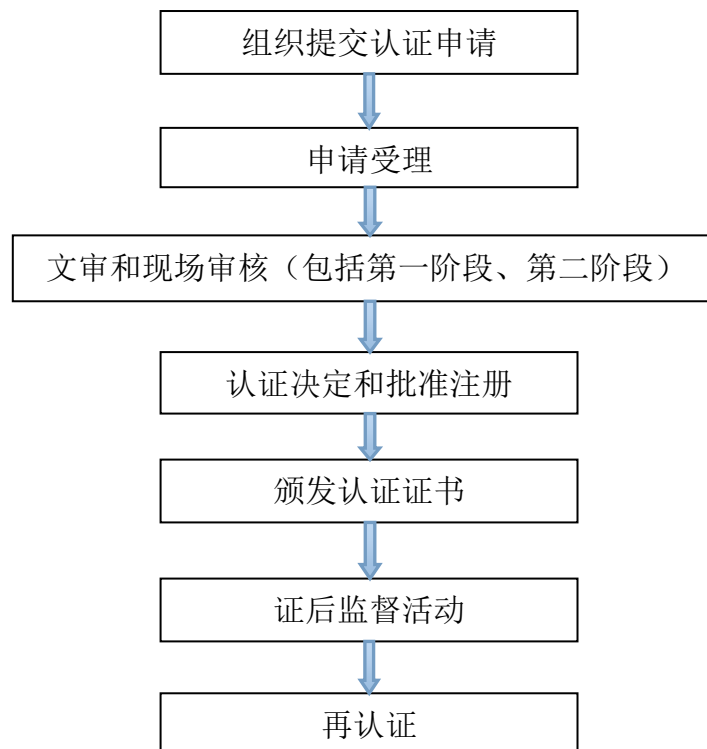 组织提交认证申请
申请受理
文审和现场审核（包括第一阶段、第二阶段）
认证决定和批准注册
颁发认证证书
证后监督活动
再认证